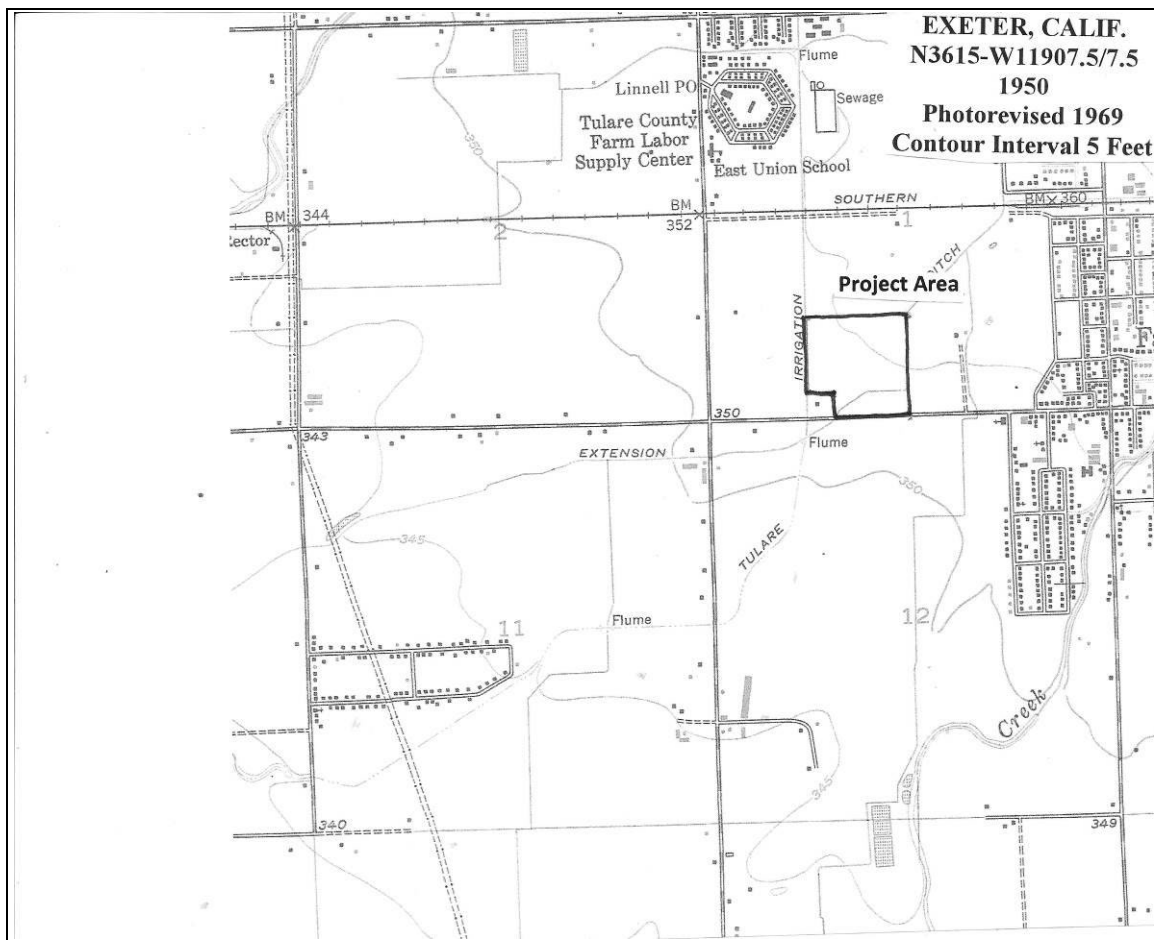 EXETER, CALIF.
N3615-W11907.5/7.5
1950
Photorevised 1969
Contour Interval 5 Feet
Flume
Linnell PO
Sewage
Tulare County
Farm Labor
Supply Center
East Union School
350
SOUTHERN
BM 344
BM
352
BM 360
2
1
Project Area
IRRIGATION
350
343
EXTENSION
Flume
350
345
TULARE
11
Flume
12
Creek
345
340
349